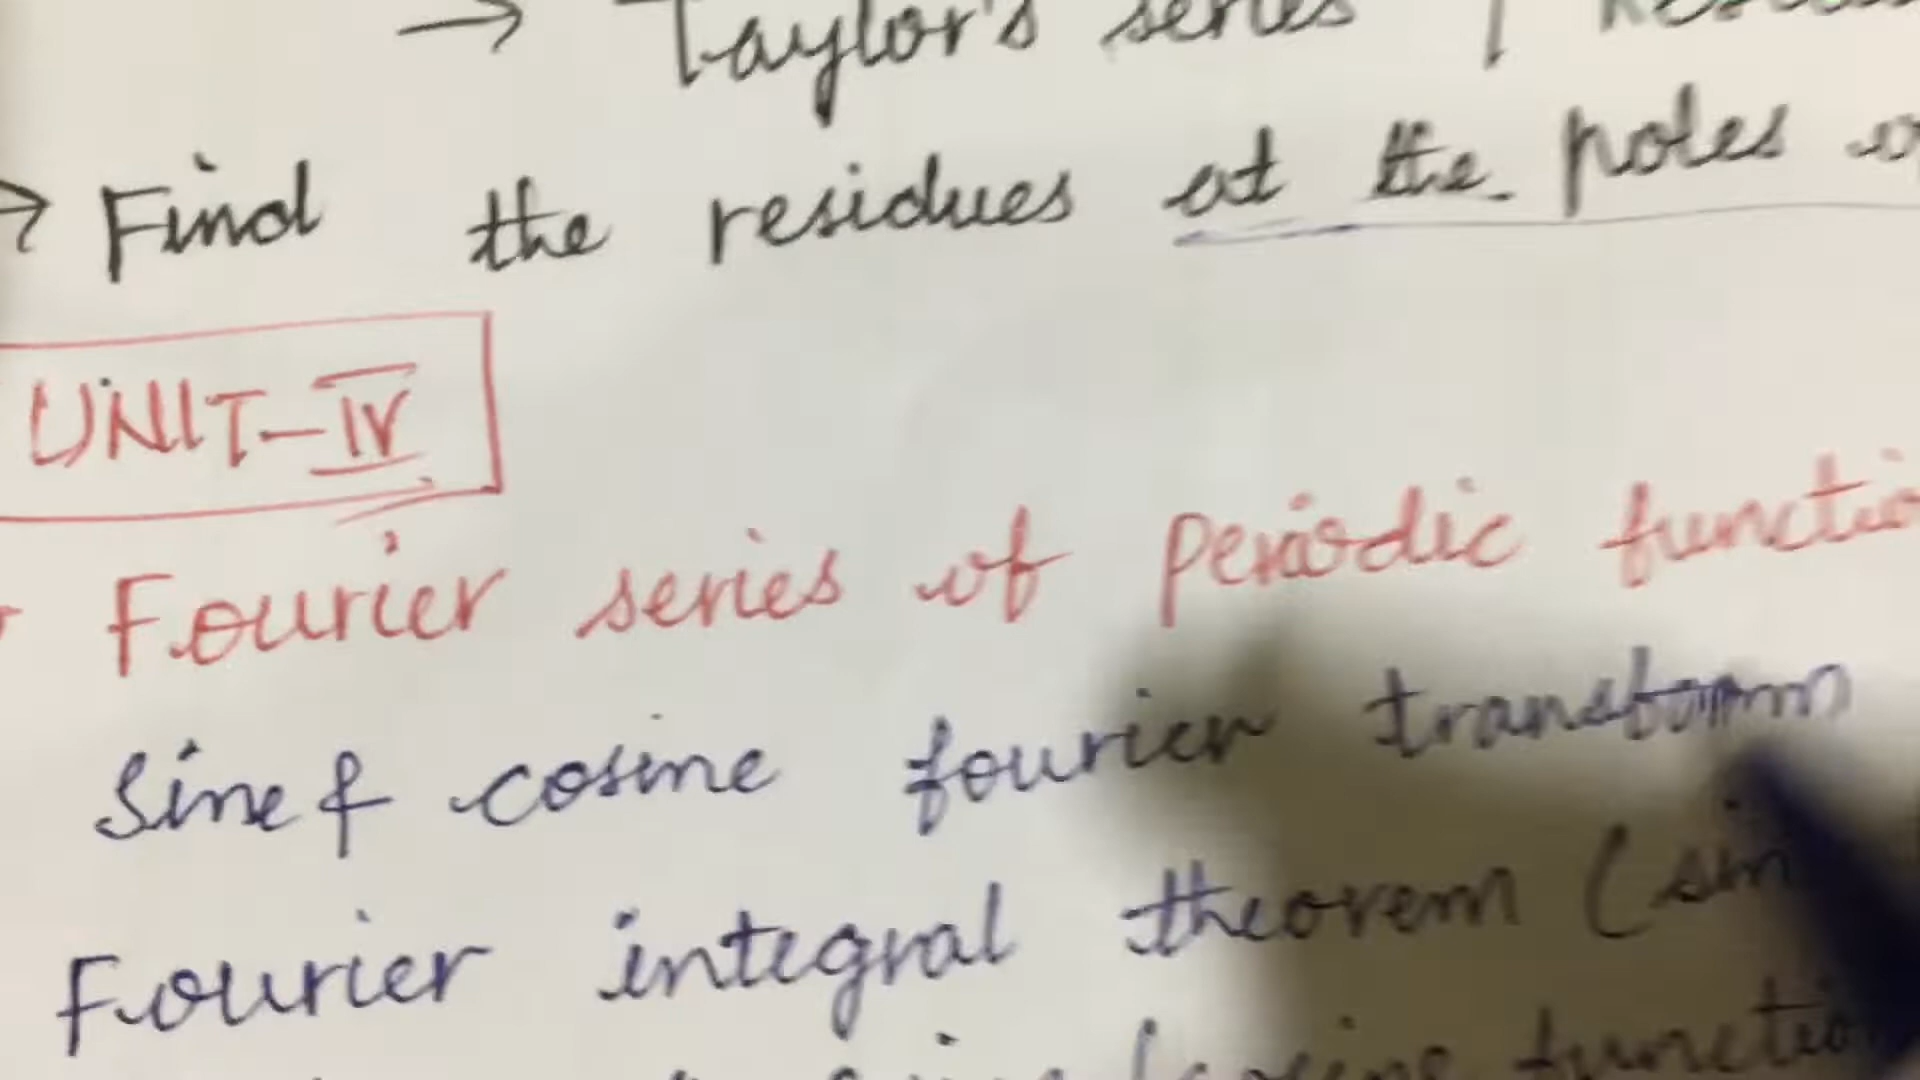 → Taylor's series |
→ Find the residues at the poles
UNIT-IV
Fourier series of Periodic
Sine & cosine fourier transform
Fourier integral theorem (sin